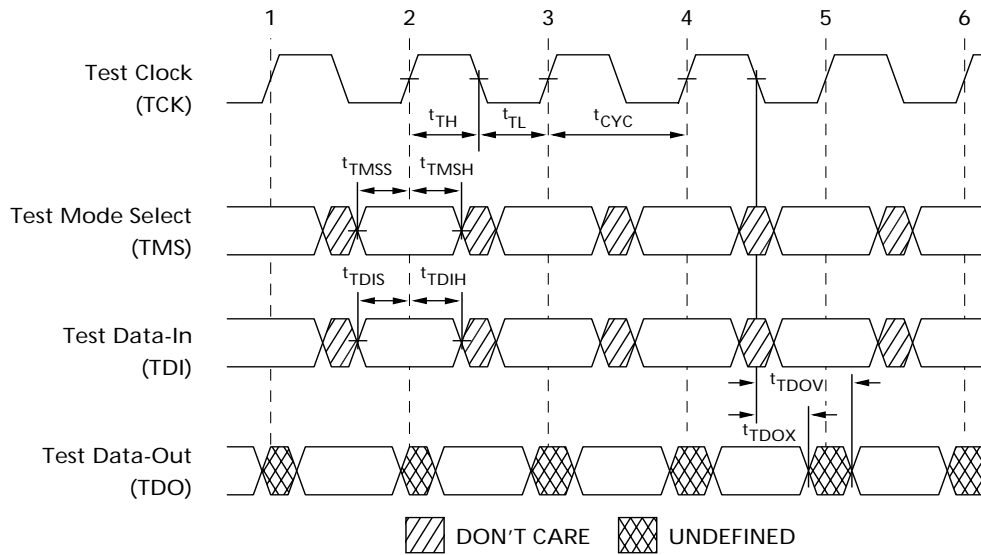 1 2 3 4 5 6
Test Clock
(TCK)
tTH tTL tCYC
tTMSS tTMSH
Test Mode Select
(TMS)
tTDIS tTDIH
Test Data-In
(TDI)
tTDOV
tTDOX
Test Data-Out
(TDO)
DON'T CARE UNDEFINED